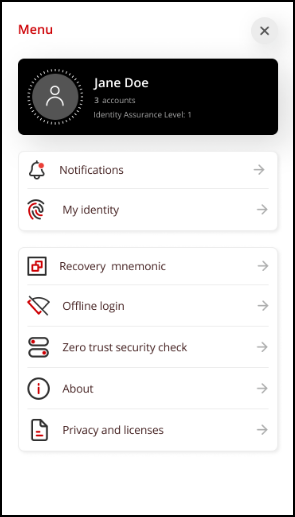 Menu
Jane Doe
3 accounts
Identity Assurance Level: 1
Notifications
My identity
Recovery mnemonic
Offline login
Zero trust security check
About
Privacy and licenses